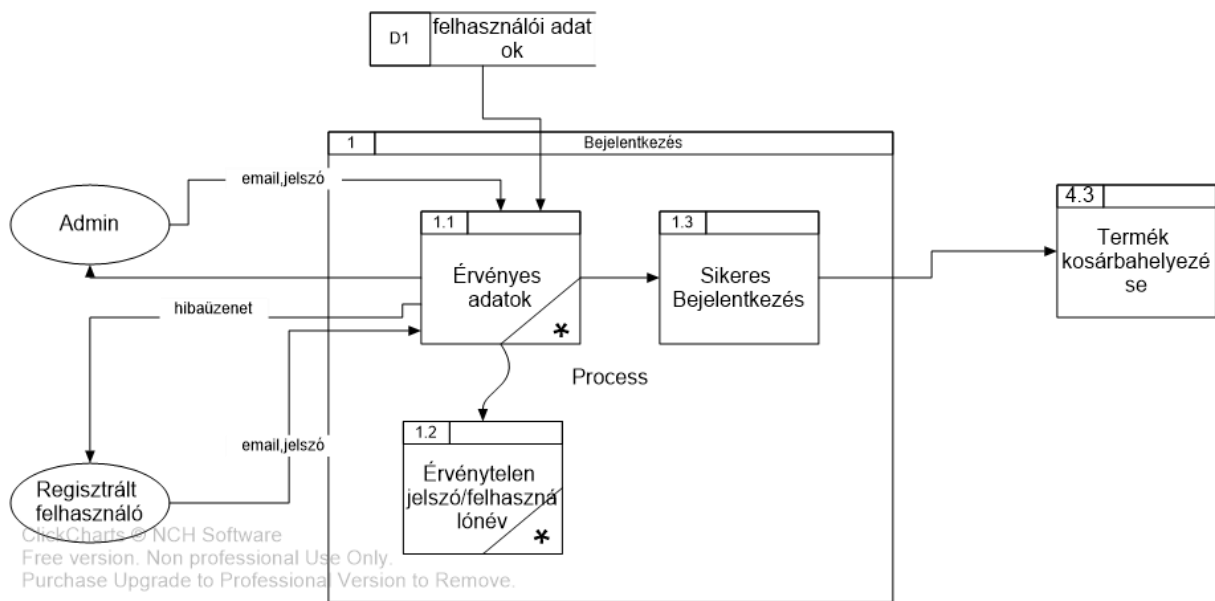 D1
felhasználói adat
ok
1
Bejelentkezés
email,jelszó
Admin
1.1
Érvényes
adatok
*
1.3
Sikeres
Bejelentkezés
4.3
Termék
kosárbahelyezé
se
hibaüzenet
Process
email,jelszó
1.2
Érvénytelen
jelszó/felhaszná
lónév
*
Regisztrált
felhasználó
ClickCharts © NCH Software
Free version. Non professional Use Only.
Purchase Upgrade to Professional Version to Remove.